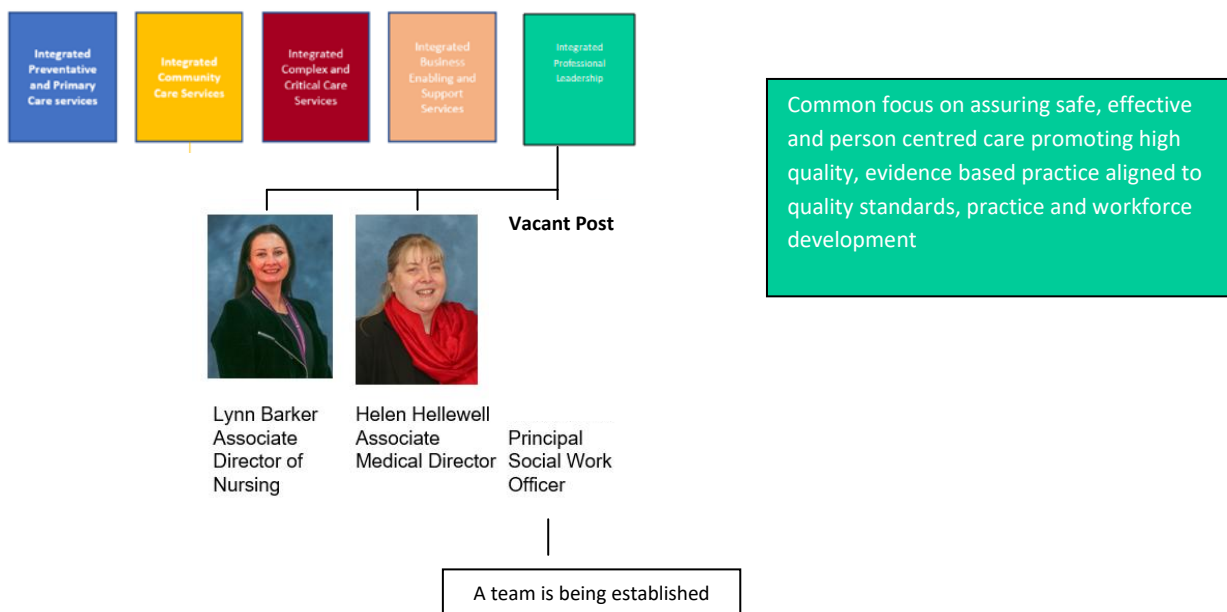 Integrated
Preventative
and Primary
Care services
Integrated
Community
Care Services
Integrated
Complex and
Critical Care
Services
Integrated
Business
Enabling and
Support
Services
Integrated
Professional
Leadership
Common focus on assuring safe, effective
and person centred care promoting high
quality, evidence based practice aligned to
quality standards, practice and workforce
development
Vacant Post
Lynn Barker
Associate
Director of
Nursing
Helen Hellewell
Associate
Medical Director
Principal
Social Work
Officer
A team is being established